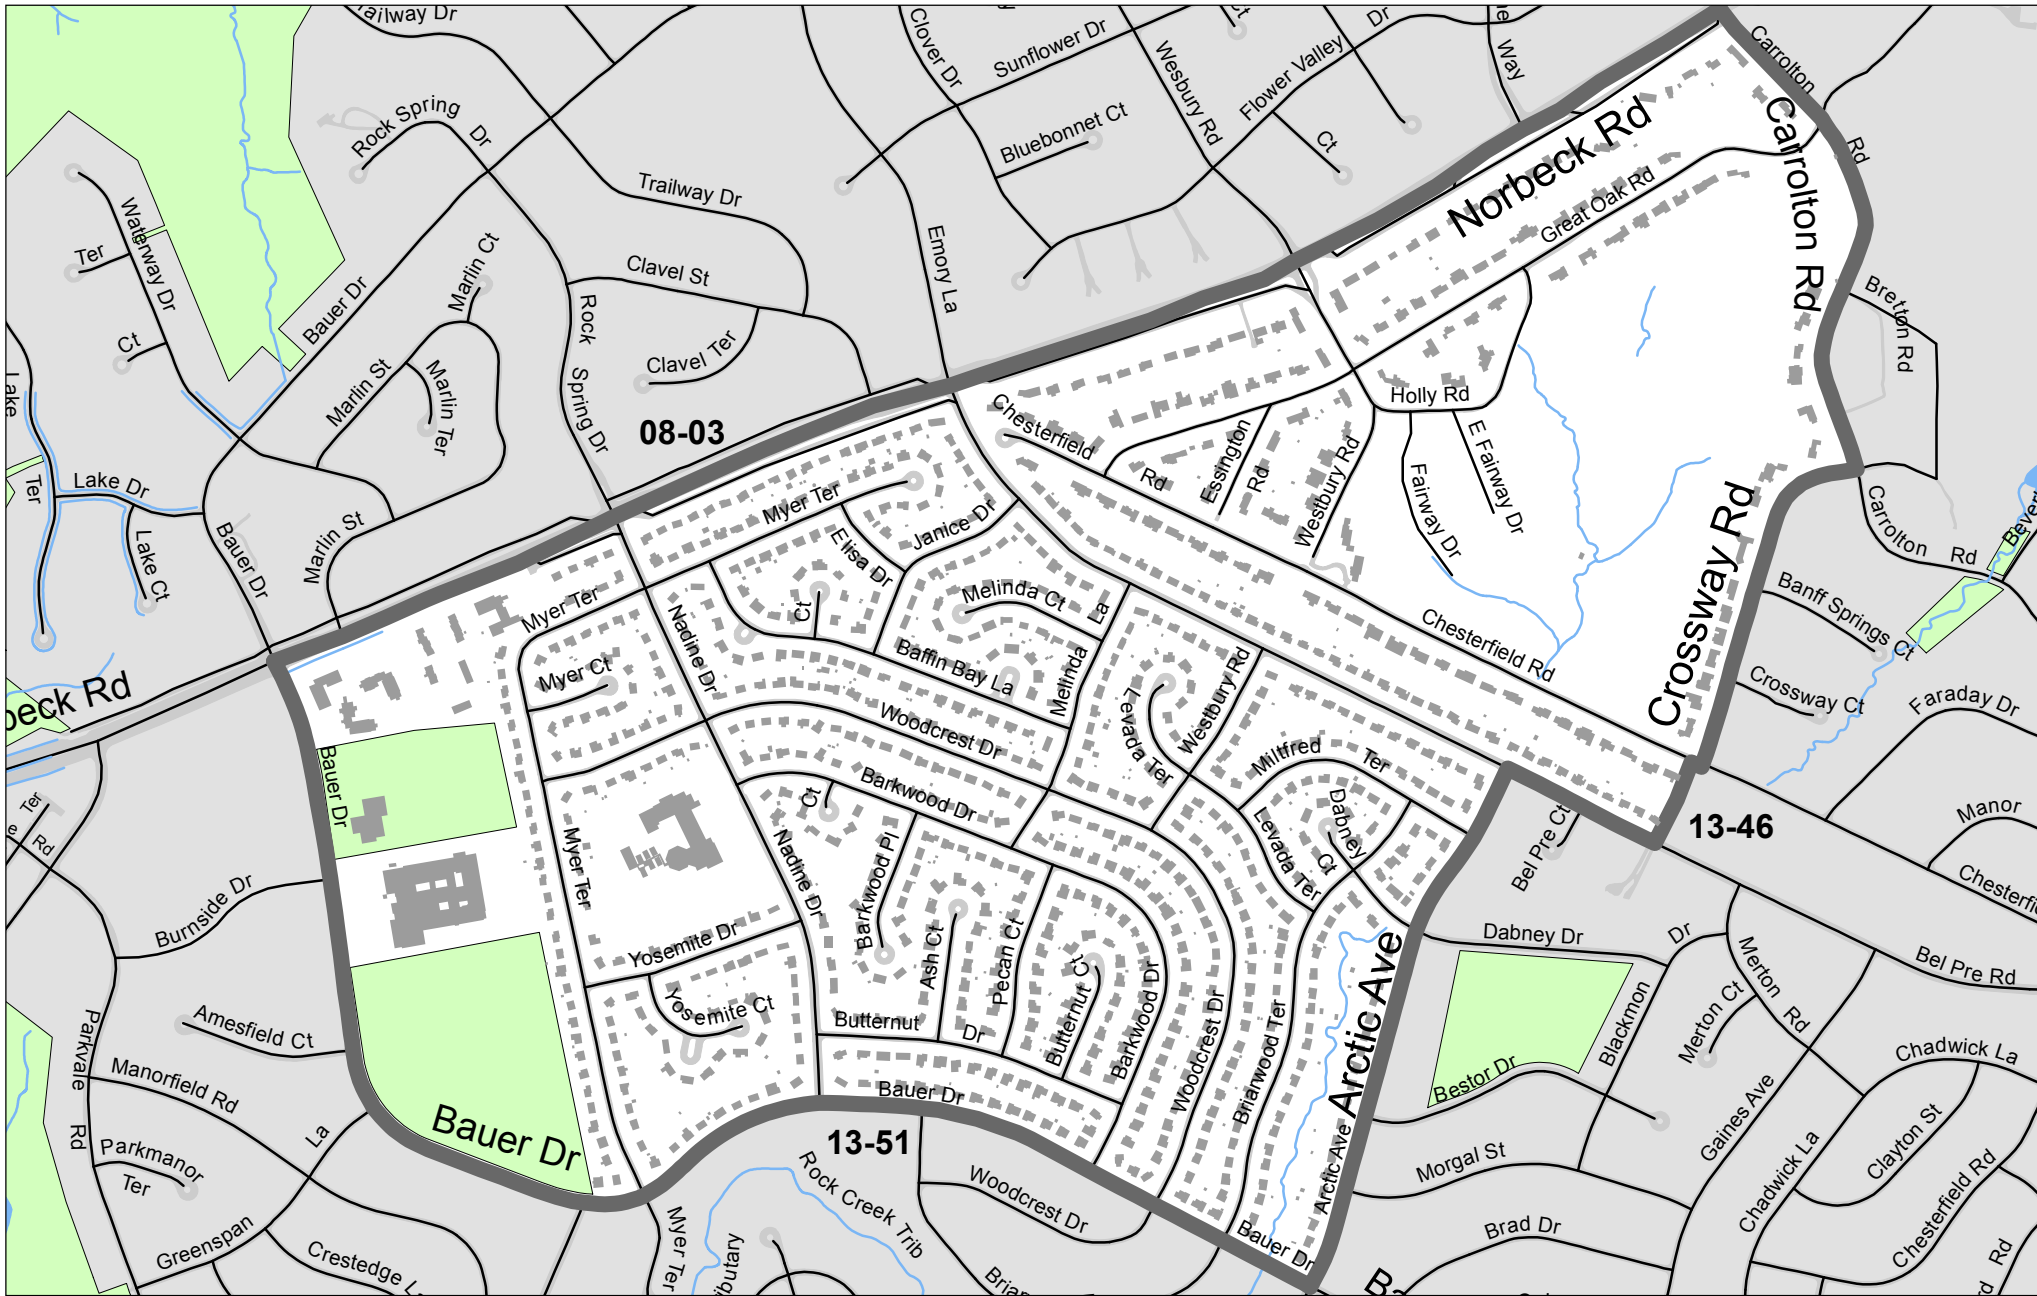 Trailway Dr
Clover Dr
Sunflower Dr
Ct
Dr
Way
Carrolton
Rd
Wesbury Rd
Flower Valley
Ct
Rock Spring
Dr
Bluebonnet Ct
Norbeck Rd
Carrolton Rd
Trailway Dr
Great Oak Rd
Waterway Dr
Ter
Marlin Ct
Clavel St
Emory La
Bauer Dr
Rock
Spring Dr
Bretton Rd
Ct
Clavel Ter
Marlin St
Marlin Ter
Lake
Ter
08-03
Chesterfield
Rd
Holly Rd
E Fairway Dr
Essington
Rd
Westbury Rd
Fairway Dr
Crossway Rd
Lake Dr
Lake Ct
Bauer Dr
Marlin St
Myer Ter
Janice Dr
Elisa Dr
Carrolton
Rd
Myer Ter
Ct
Melinda Ct
Melinda
La
Banff Springs Ct
Nadine Dr
Baffin Bay La
Chesterfield Rd
Myer Ct
Crossway Ct
Faraday Dr
Westbury Rd
Levada Ter
Woodcrest Dr
Miltfred
Ter
Bauer Dr
Barkwood Dr
Ct
Dabney
Ct
Levada Ter
Bel Pre Ct
13-46
Manor
Ter
Rd
Myer Ter
Nadine Dr
Barkwood Pl
Burnside Dr
Yosemite Dr
Ash Ct
Pecan Ct
Butternut Ct
Barkwood Dr
Woodcrest Dr
Briarwood Ter
Arctic Ave
Dabney Dr
Dr
Blackmon
Merton Rd
Merton Ct
Bel Pre Rd
Amesfield Ct
Yosemite Ct
Butternut
Dr
Parkvale
Rd
Manorfield Rd
Bauer Dr
Bestor Dr
Chadwick La
Gaines Ave
Clayton St
Bauer Dr
13-51
La
Parkmanor
Ter
Arctic Ave
Morgal St
Chadwick La
Chesterfield Rd
Rock Creek Trib
Woodcrest Dr
Greenspan
Myer Ter
Bauer Dr
Brad Dr
Rd